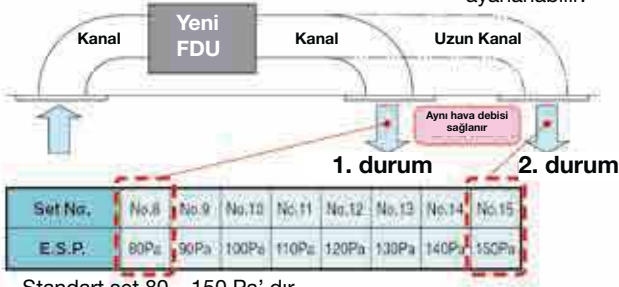 Yeni
FDU
Kanal
Kanal
Uzun Kanal
Aynı hava debisi
sağlanır
1. durum
2. durum
Set No. No.8 No.9 No.10 No.11 No.12 No.13 No.14 No.15
E.S.P. 80Pa 90Pa 100Pa 110Pa 120Pa 130Pa 140Pa 150Pa